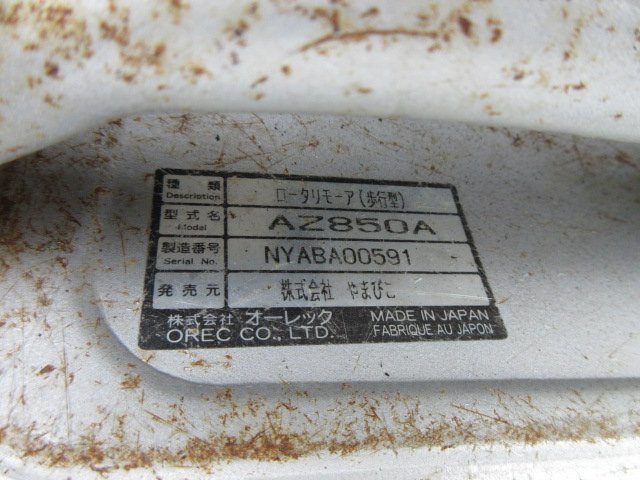 種類 ロータリモーア(歩行型)
Description
型式名 AZ850A
Model
製造番号 NYABA00591
Serial No.
発売元 株式会社 やまびこ
株式会社 オーレック MADE IN JAPAN
OREC CO., LTD. FABRIQUE AU JAPON